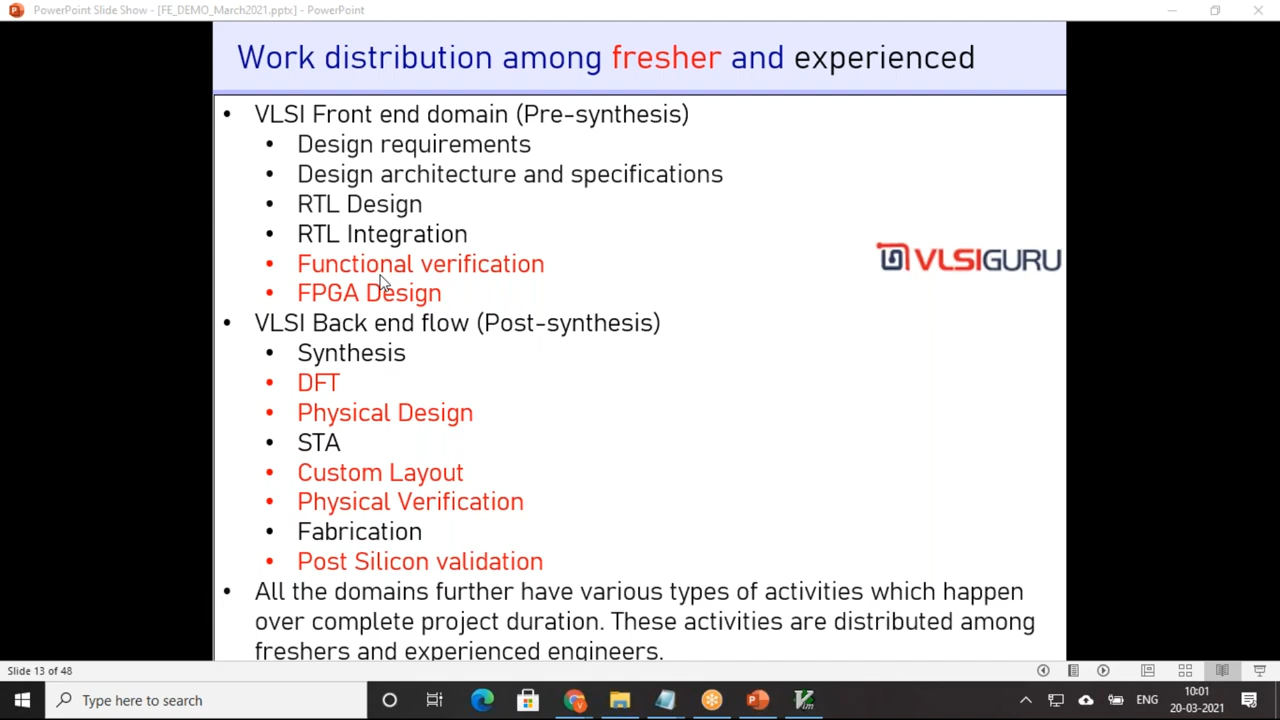 PowerPoint Slide Show - [FE_DEMO_March2021.pptx] - PowerPoint
Work distribution among fresher and experienced
• VLSI Front end domain (Pre-synthesis)
• Design requirements
• Design architecture and specifications
• RTL Design
• RTL Integration
• Functional verification
• FPGA Design
VLSIGURU
• VLSI Back end flow (Post-synthesis)
• Synthesis
• DFT
• Physical Design
• STA
• Custom Layout
• Physical Verification
• Fabrication
• Post Silicon validation
• All the domains further have various types of activities which happen
over complete project duration. These activities are distributed among
freshers and experienced engineers.
Slide 13 of 48
Type here to search
ENG
10:01
20-03-2021